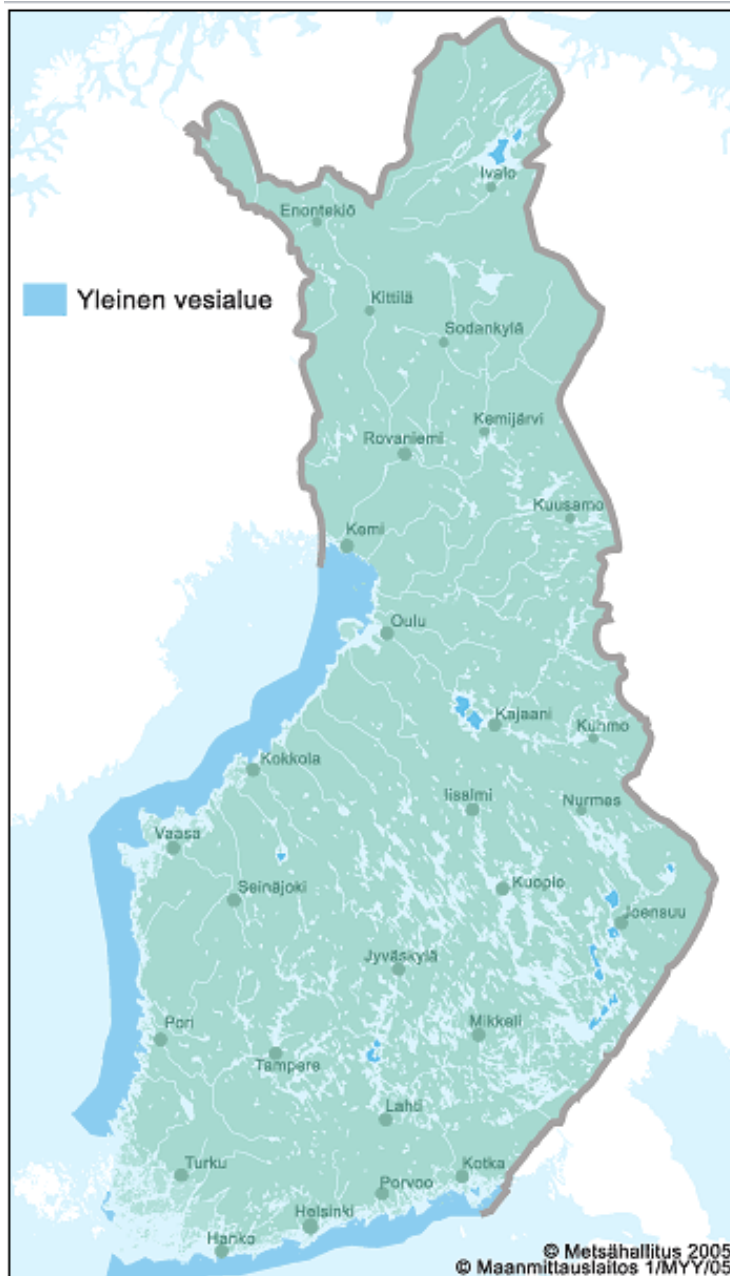 Ivalo
Enontekiö
Yleinen vesialue
Kittilä
Sodankylä
Kemijärvi
Rovaniemi
Kuusamo
Kemi
Oulu
Kajaani
Kuhmo
Kokkola
Iisalmi
Nurmes
Vaasa
Kuopio
Seinäjoki
Joensuu
Jyväskylä
Pori
Mikkeli
Tampere
Lahti
Turku
Kotka
Porvoo
Helsinki
Hanko
© Metsähallitus 2005
© Maanmittauslaitos 1/MYY/05